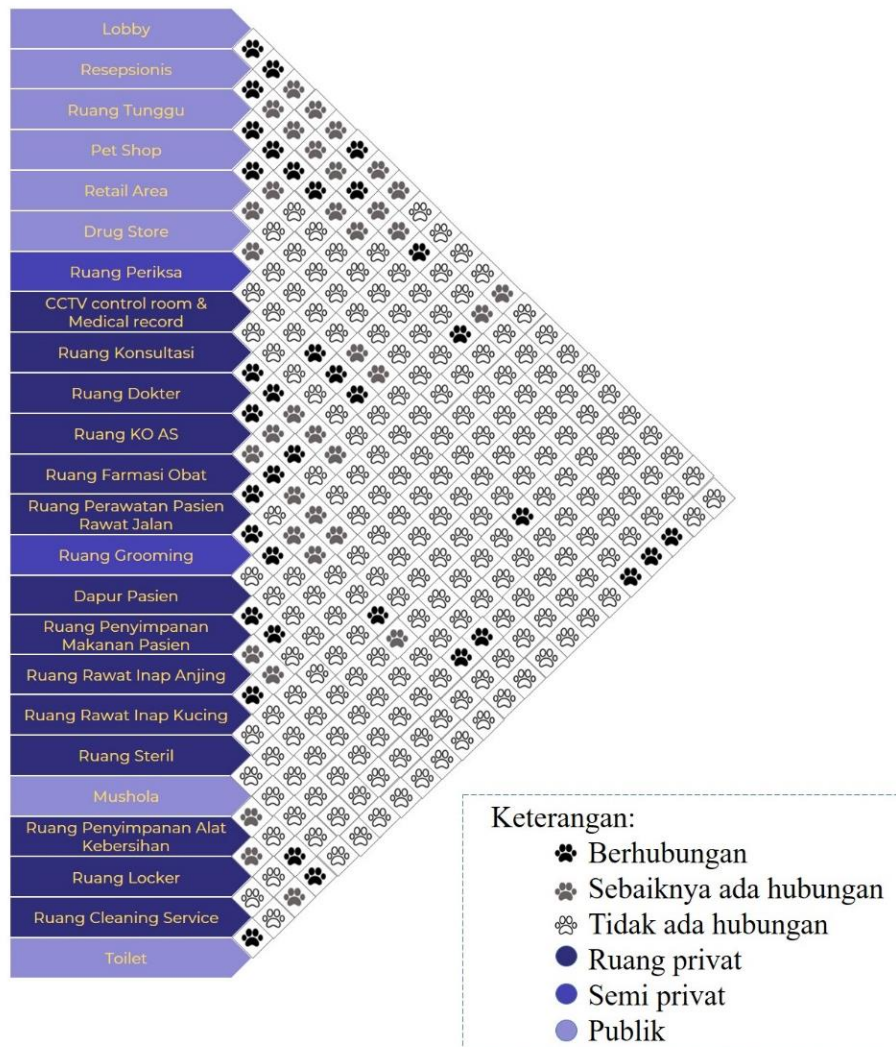 Lobby
Resepsionis
Ruang Tunggu
Pet Shop
Retail Area
Drug Store
Ruang Periksa
CCTV control room &
Medical record
Ruang Konsultasi
Ruang Dokter
Ruang KO AS
Ruang Farmasi Obat
Ruang Perawatan Pasien
Rawat Jalan
Ruang Grooming
Dapur Pasien
Ruang Penyimpanan
Makanan Pasien
Ruang Rawat Inap Anjing
Ruang Rawat Inap Kucing
Ruang Steril
Mushola
Ruang Penyimpanan Alat
Kebersihan
Ruang Locker
Ruang Cleaning Service
Toilet
Keterangan:
Berhubungan
Sebaiknya ada hubungan
Tidak ada hubungan
Ruang privat
Semi privat
Publik